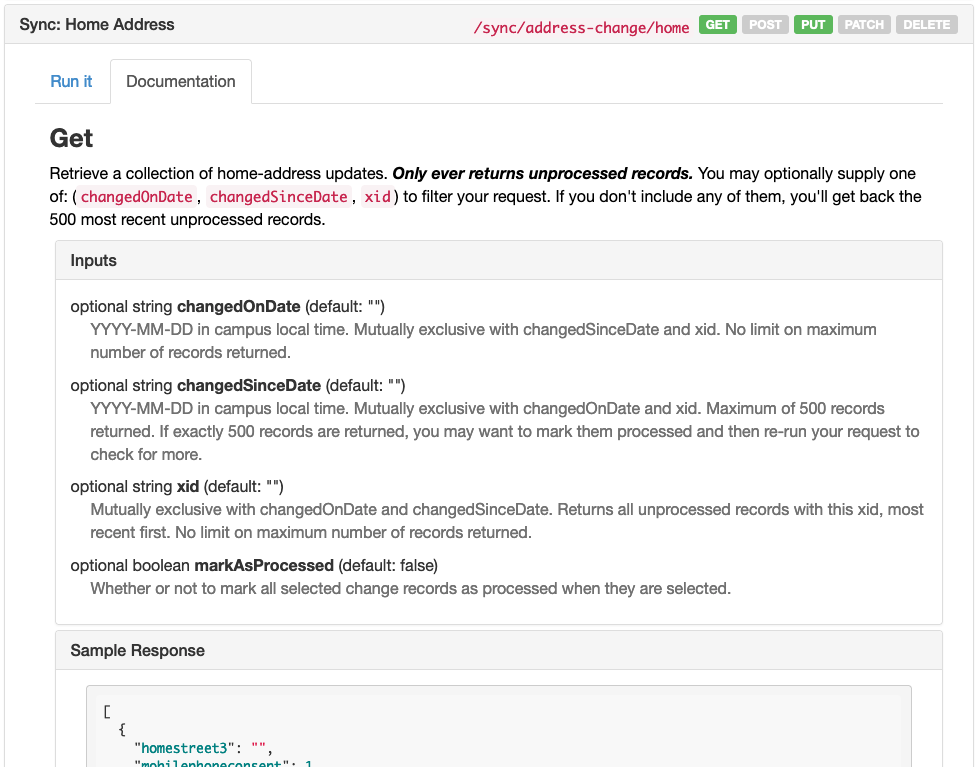 Sync: Home Address
/sync/address-change/home GET POST PUT PATCH DELETE
Run it Documentation
Get
Retrieve a collection of home-address updates. Only ever returns unprocessed records. You may optionally supply one
of: ( changedOnDate , changedSinceDate , xid ) to filter your request. If you don't include any of them, you'll get back the
500 most recent unprocessed records.
Inputs
optional string changedOnDate (default: "")
YYYY-MM-DD in campus local time. Mutually exclusive with changedSinceDate and xid. No limit on maximum
number of records returned.
optional string changedSinceDate (default: "")
YYYY-MM-DD in campus local time. Mutually exclusive with changedOnDate and xid. Maximum of 500 records
returned. If exactly 500 records are returned, you may want to mark them processed and then re-run your request to
check for more.
optional string xid (default: "")
Mutually exclusive with changedOnDate and changedSinceDate. Returns all unprocessed records with this xid, most
recent first. No limit on maximum number of records returned.
optional boolean markAsProcessed (default: false)
Whether or not to mark all selected change records as processed when they are selected.
Sample Response
[
{
"homestreet3": "",
"mobilephoneconsent": 1